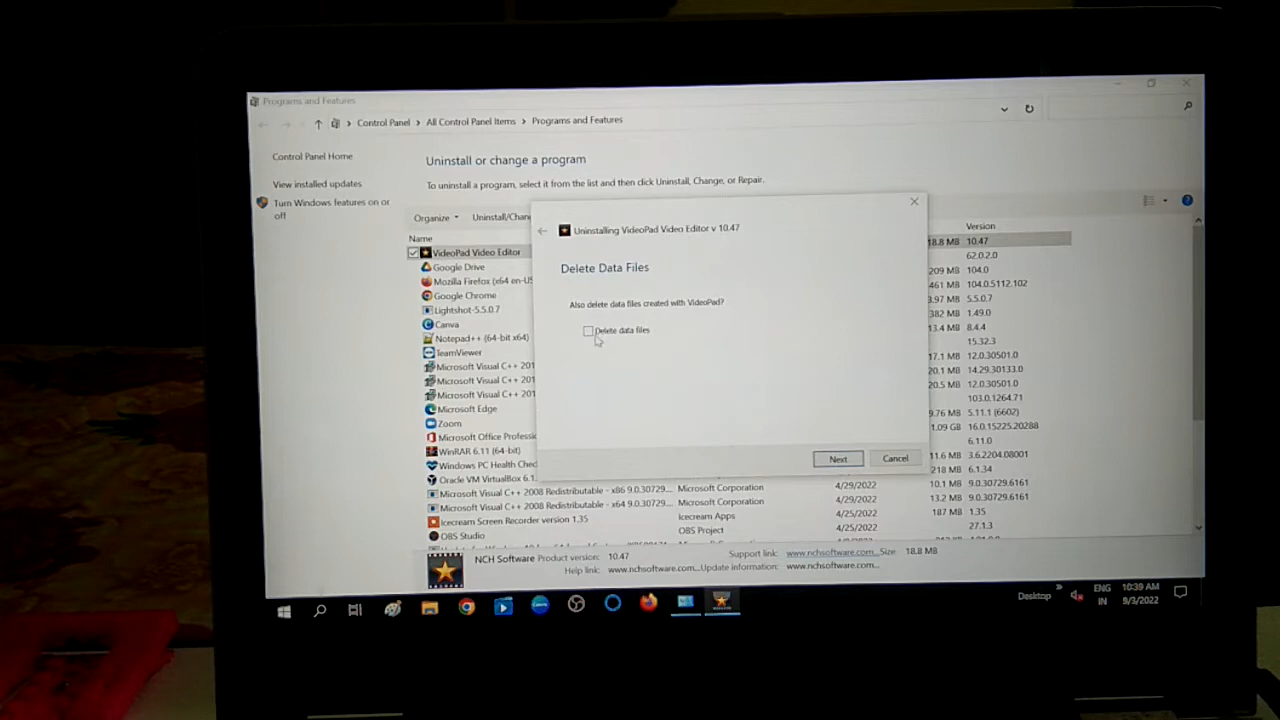 Programs and Features
Control Panel > All Control Panel Items > Programs and Features
Control Panel Home
View installed updates
Turn Windows features on or
off
Uninstall or change a program
To uninstall a program, select it from the list and then click Uninstall, Change, or Repair.
Organize
Uninstall/Chan
Name
Version
VideoPad Video Editor
18.8 MB 10.47
62.0.2.0
Google Drive
209 MB 104.0
Mozilla Firefox (x64 en-US
461 MB 104.0.5112.102
Google Chrome
3.97 MB 5.5.0.7
Lightshot-5.5.0.7
382 MB 1.49.0
Canva
13.4 MB 8.4.4
Notepad++ (64-bit x64)
15.32.3
TeamViewer
17.1 MB 12.0.30501.0
Microsoft Visual C++ 201
20.1 MB 14.29.30133.0
Microsoft Visual C++ 201
20.5 MB 12.0.30501.0
Microsoft Visual C++ 201
103.0.1264.71
Microsoft Edge
9.76 MB 5.11.1 (6602)
Zoom
1.09 GB 16.0.15225.20288
Microsoft Office Professio
6.11.0
WinRAR 6.11 (64-bit)
11.6 MB 3.6.2204.08001
Windows PC Health Chec
218 MB 6.1.34
Oracle VM VirtualBox 6.1.
10.1 MB 9.0.30729.6161
Microsoft Visual C++ 2008 Redistributable - x86 9.0.30729... Microsoft Corporation 4/29/2022
13.2 MB 9.0.30729.6161
Microsoft Visual C++ 2008 Redistributable - x64 9.0.30729... Microsoft Corporation 4/29/2022
187 MB 1.35
Icecream Screen Recorder version 1.35 Icecream Apps 4/25/2022
27.1.3
OBS Studio OBS Project 4/25/2022
Uninstalling VideoPad Video Editor v 10.47
Delete Data Files
Also delete data files created with VideoPad?
Delete data files
Next
Cancel
NCH Software Product version: 10.47 Support link: www.nchsoftware.com... Size: 18.8 MB
Help link: www.nchsoftware.com... Update information: www.nchsoftware.com...
Desktop
ENG
IN
10:39 AM
9/3/2022